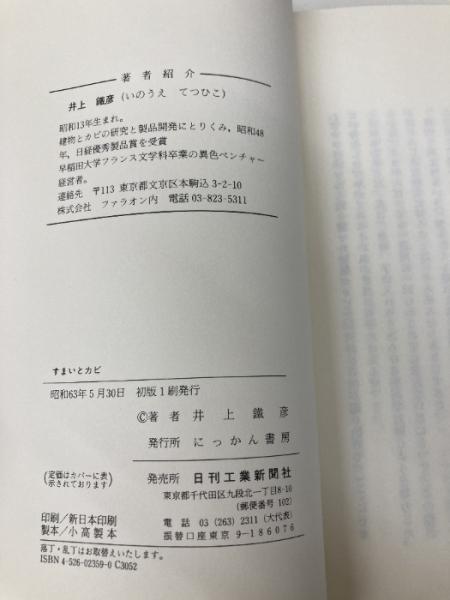 著者紹介
井上 鐵彦(いのうえ てつひこ)
昭和13年生まれ。
建物とカビの研究と製品開発にとりくみ,昭和48
年,日経優秀製品賞を受賞
早稲田大学フランス文学科卒業の異色ベンチャー
経営者。
連絡先 〒113 東京都文京区本駒込3-2-10
株式会社 ファラオン内 電話03-823-5311
すまいとカビ
昭和63年5月30日 初版1刷発行
©著者 井上鐵彦
発行所 にっかん書房
(定価はカバーに表
示されております)
発売所 日刊工業新聞社
東京都千代田区九段北一丁目8-10
(郵便番号102)
電話 03 (263) 2311 (大代表)
振替口座東京 9-186076
印刷/新日本印刷
製本/小高製本
落丁・乱丁はお取替えいたします。
ISBN 4-526-02359-0 C3052